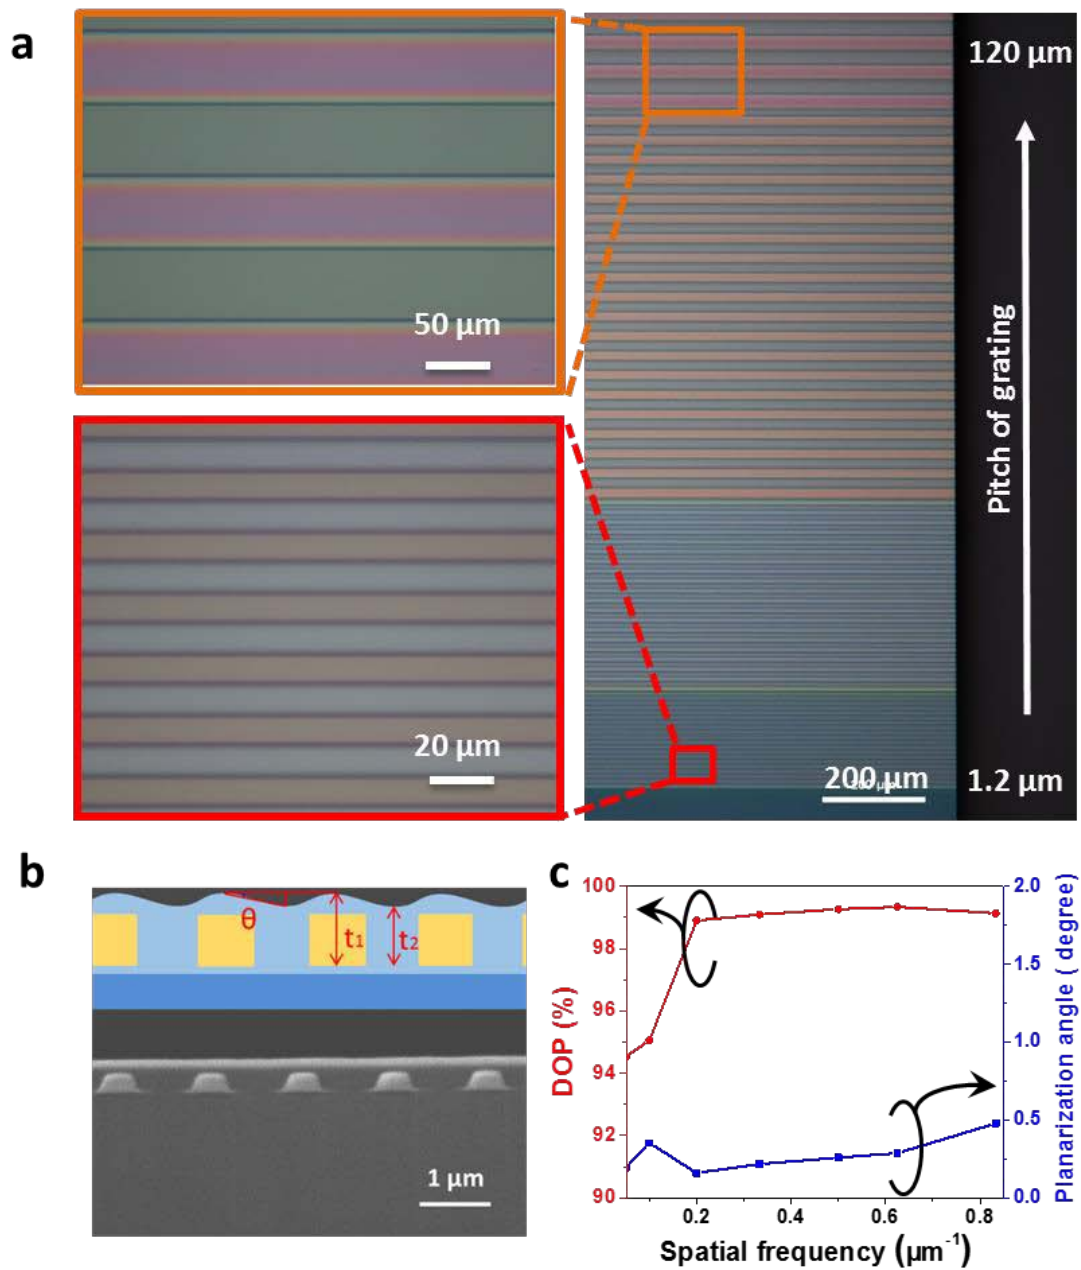 a
120 μm
50 μm
Pitch of grating
20 μm
200 μm
200 μm
1.2 μm
b
θ
t1
t2
1 μm
c
100
98
96
94
92
90
DOP (%)
2.0
1.5
1.0
0.5
0.0
Planarization angle ( degree)
0.2
0.4
0.6
0.8
Spatial frequency (μm⁻¹)